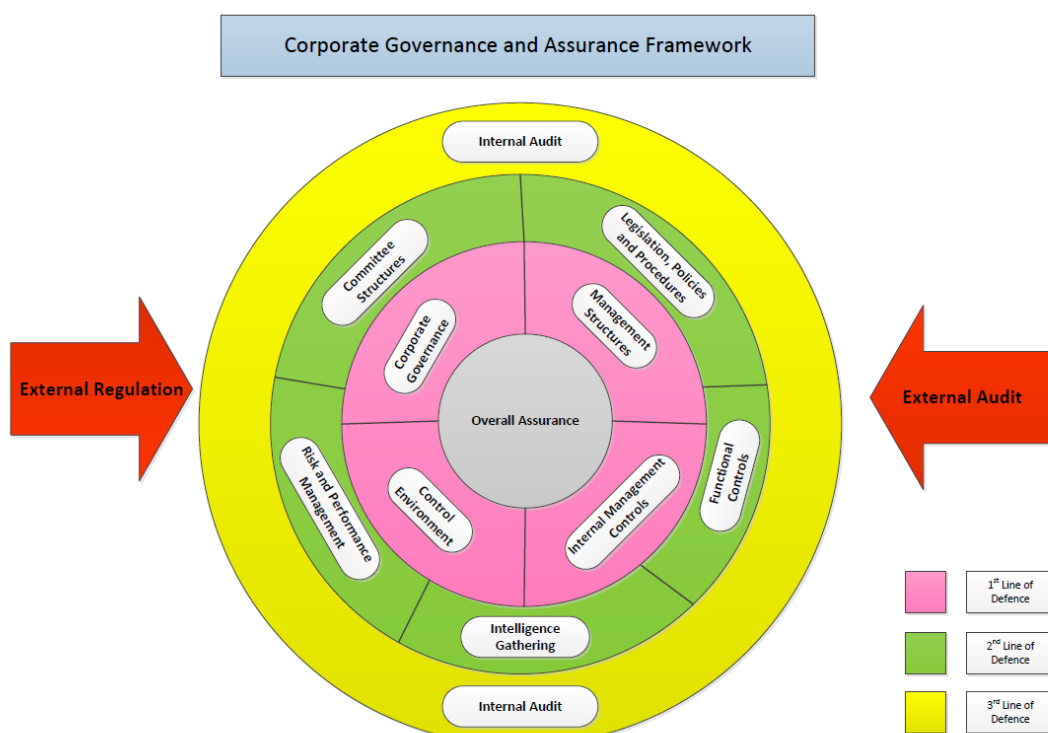 Corporate Governance and Assurance Framework
Internal Audit
Committee
Structures
Legislation, Policies
and Procedures
Corporate
Governance
Management
Structures
External Regulation
External Audit
Overall Assurance
Risk and Performance
Management
Control
Environment
Internal Management
Controls
Functional
Controls
Intelligence
Gathering
Internal Audit
1st Line of
Defence
2nd Line of
Defence
3rd Line of
Defence